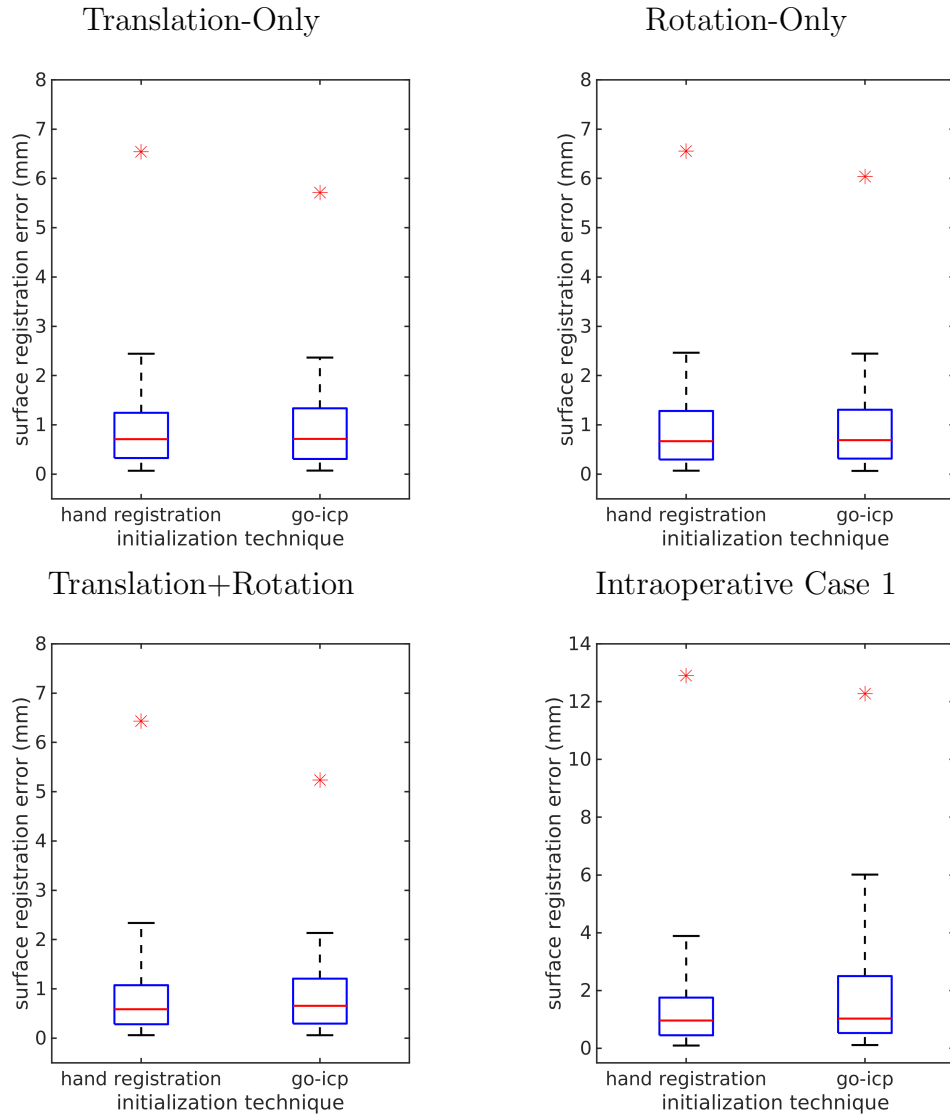 Translation-Only
8
7
6
5
4
3
2
1
0
surface registration error (mm)
hand registration go-icp
initialization technique
Rotation-Only
8
7
6
5
4
3
2
1
0
surface registration error (mm)
hand registration go-icp
initialization technique
Translation+Rotation
8
7
6
5
4
3
2
1
0
surface registration error (mm)
hand registration go-icp
initialization technique
Intraoperative Case 1
14
12
10
8
6
4
2
0
surface registration error (mm)
hand registration go-icp
initialization technique